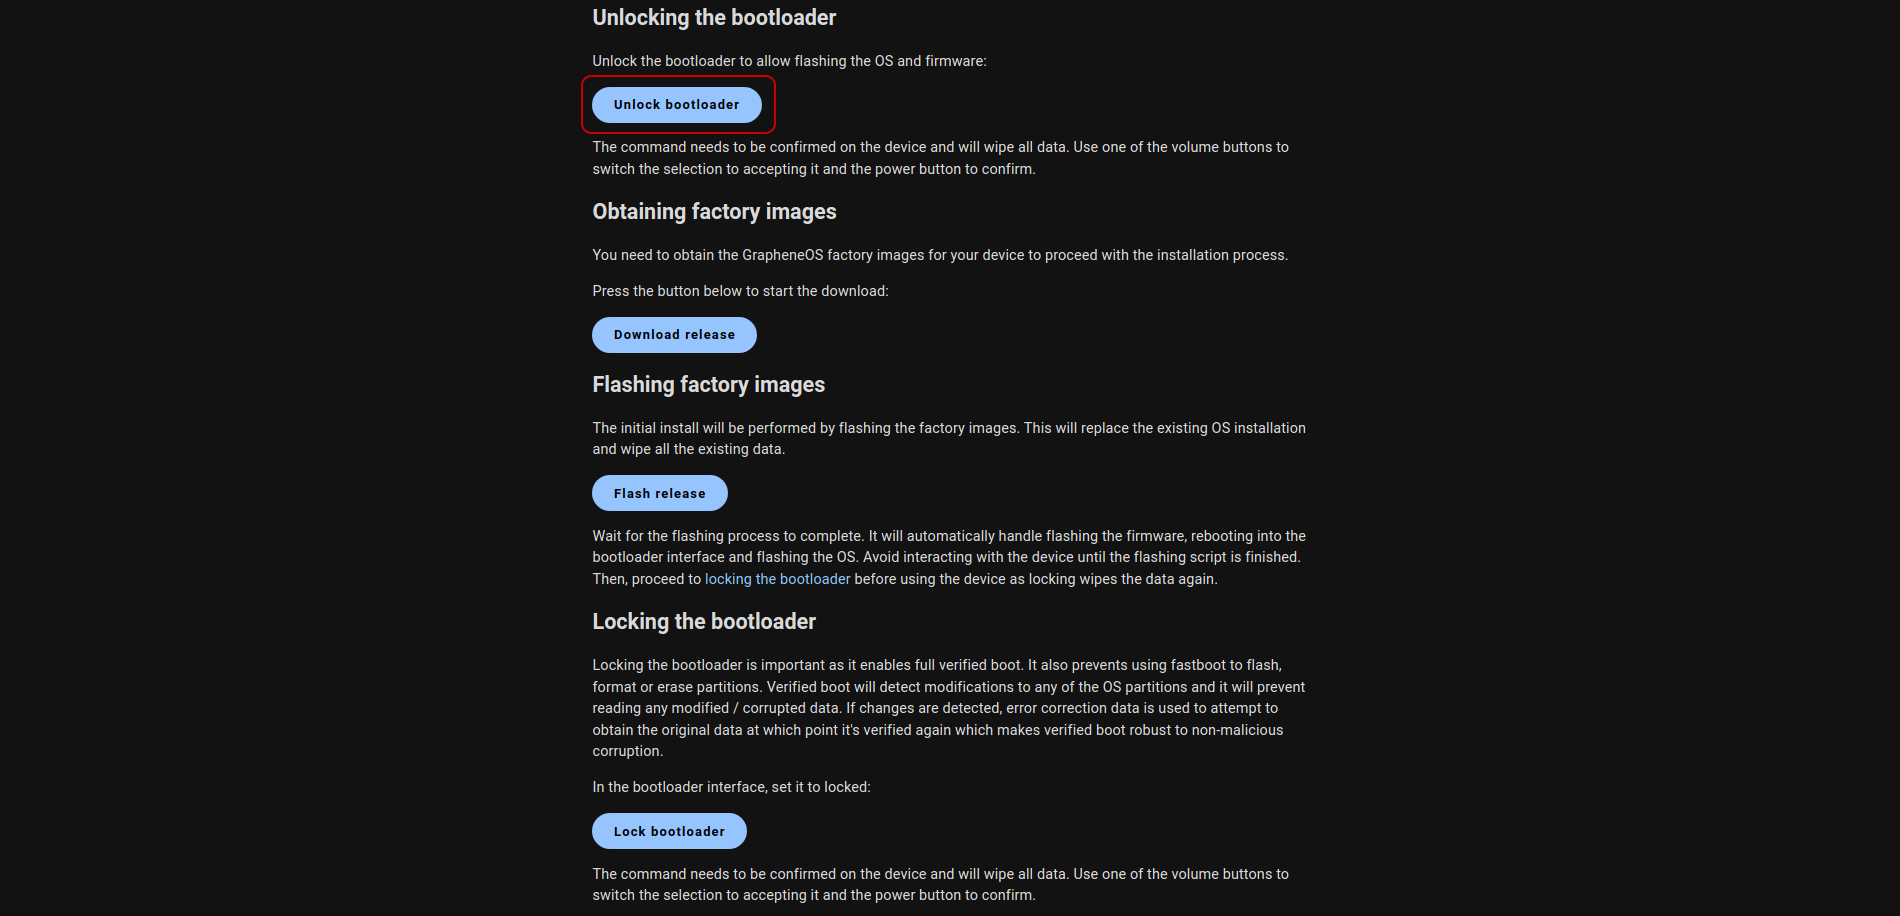 Unlocking the bootloader
Unlock the bootloader to allow flashing the OS and firmware:
Unlock bootloader
The command needs to be confirmed on the device and will wipe all data. Use one of the volume buttons to
switch the selection to accepting it and the power button to confirm.
Obtaining factory images
You need to obtain the GrapheneOS factory images for your device to proceed with the installation process.
Press the button below to start the download:
Download release
Flashing factory images
The initial install will be performed by flashing the factory images. This will replace the existing OS installation
and wipe all the existing data.
Flash release
Wait for the flashing process to complete. It will automatically handle flashing the firmware, rebooting into the
bootloader interface and flashing the OS. Avoid interacting with the device until the flashing script is finished.
Then, proceed to locking the bootloader before using the device as locking wipes the data again.
Locking the bootloader
Locking the bootloader is important as it enables full verified boot. It also prevents using fastboot to flash,
format or erase partitions. Verified boot will detect modifications to any of the OS partitions and it will prevent
reading any modified / corrupted data. If changes are detected, error correction data is used to attempt to
obtain the original data at which point it's verified again which makes verified boot robust to non-malicious
corruption.
In the bootloader interface, set it to locked:
Lock bootloader
The command needs to be confirmed on the device and will wipe all data. Use one of the volume buttons to
switch the selection to accepting it and the power button to confirm.